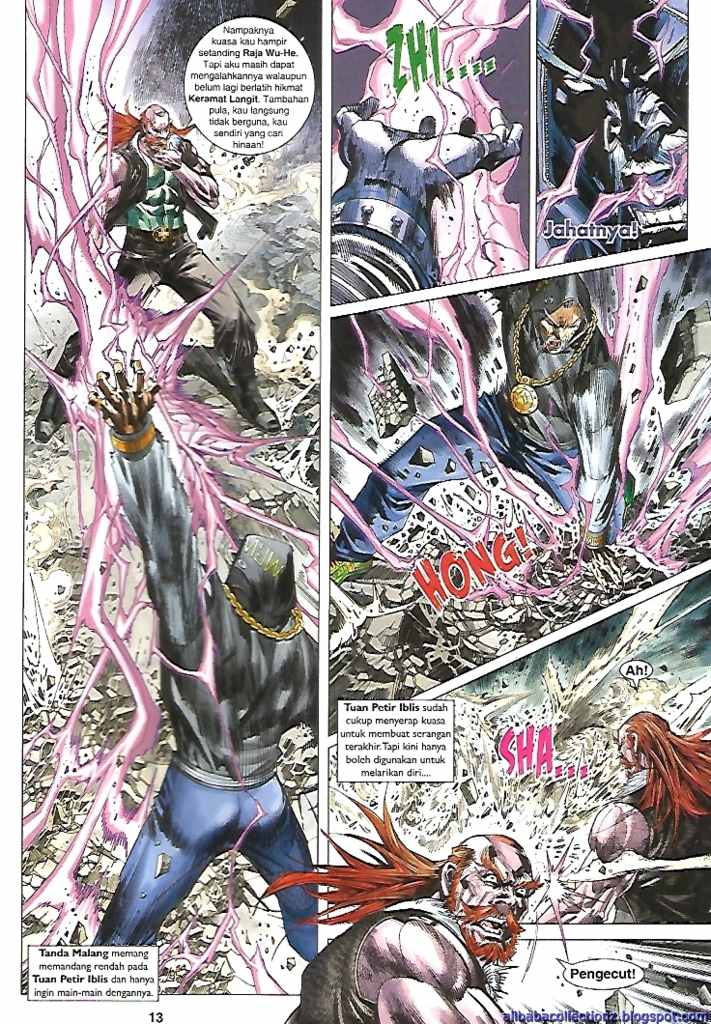 Nampaknya
kuasa kau hampir
setanding Raja Wu-He.
Tapi aku masih dapat
mengalahkannya walaupun
belum lagi berlatih hikmat
Keramat Langit. Tambahan
pula, kau langsung
tidak berguna, kau
sendiri yang cari
hinaan!
ZHI....
Jahatnya!
HONG!
Tuan Petir Iblis sudah
cukup menyerap kuasa
untuk membuat serangan
terakhir.Tapi kini hanya
boleh digunakan untuk
melarikan diri....
Ah!
SHA...
Tanda Malang memang
memandang rendah pada
Tuan Petir Iblis dan hanya
ingin main-main dengannya.
Pengecut!
13
alibabacollectionz.blogspot.com